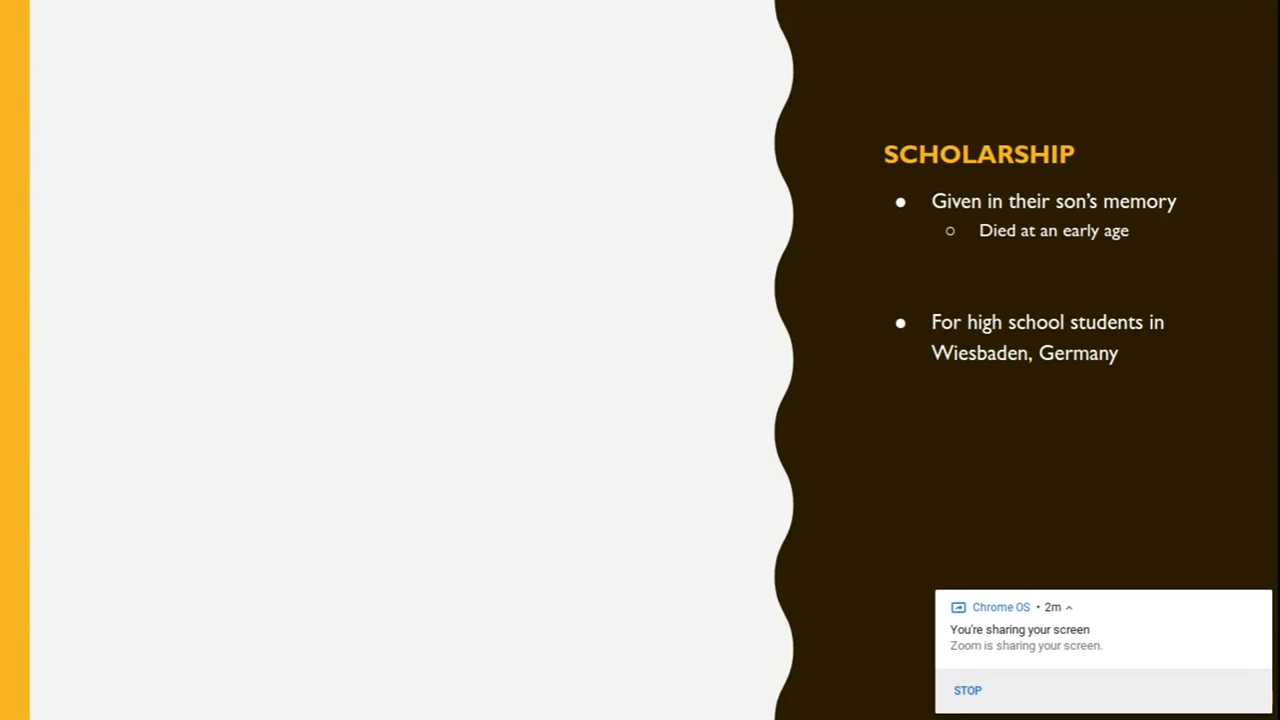 SCHOLARSHIP
● Given in their son's memory
○ Died at an early age
● For high school students in
Wiesbaden, Germany
Chrome OS • 2m
You're sharing your screen
Zoom is sharing your screen.
STOP